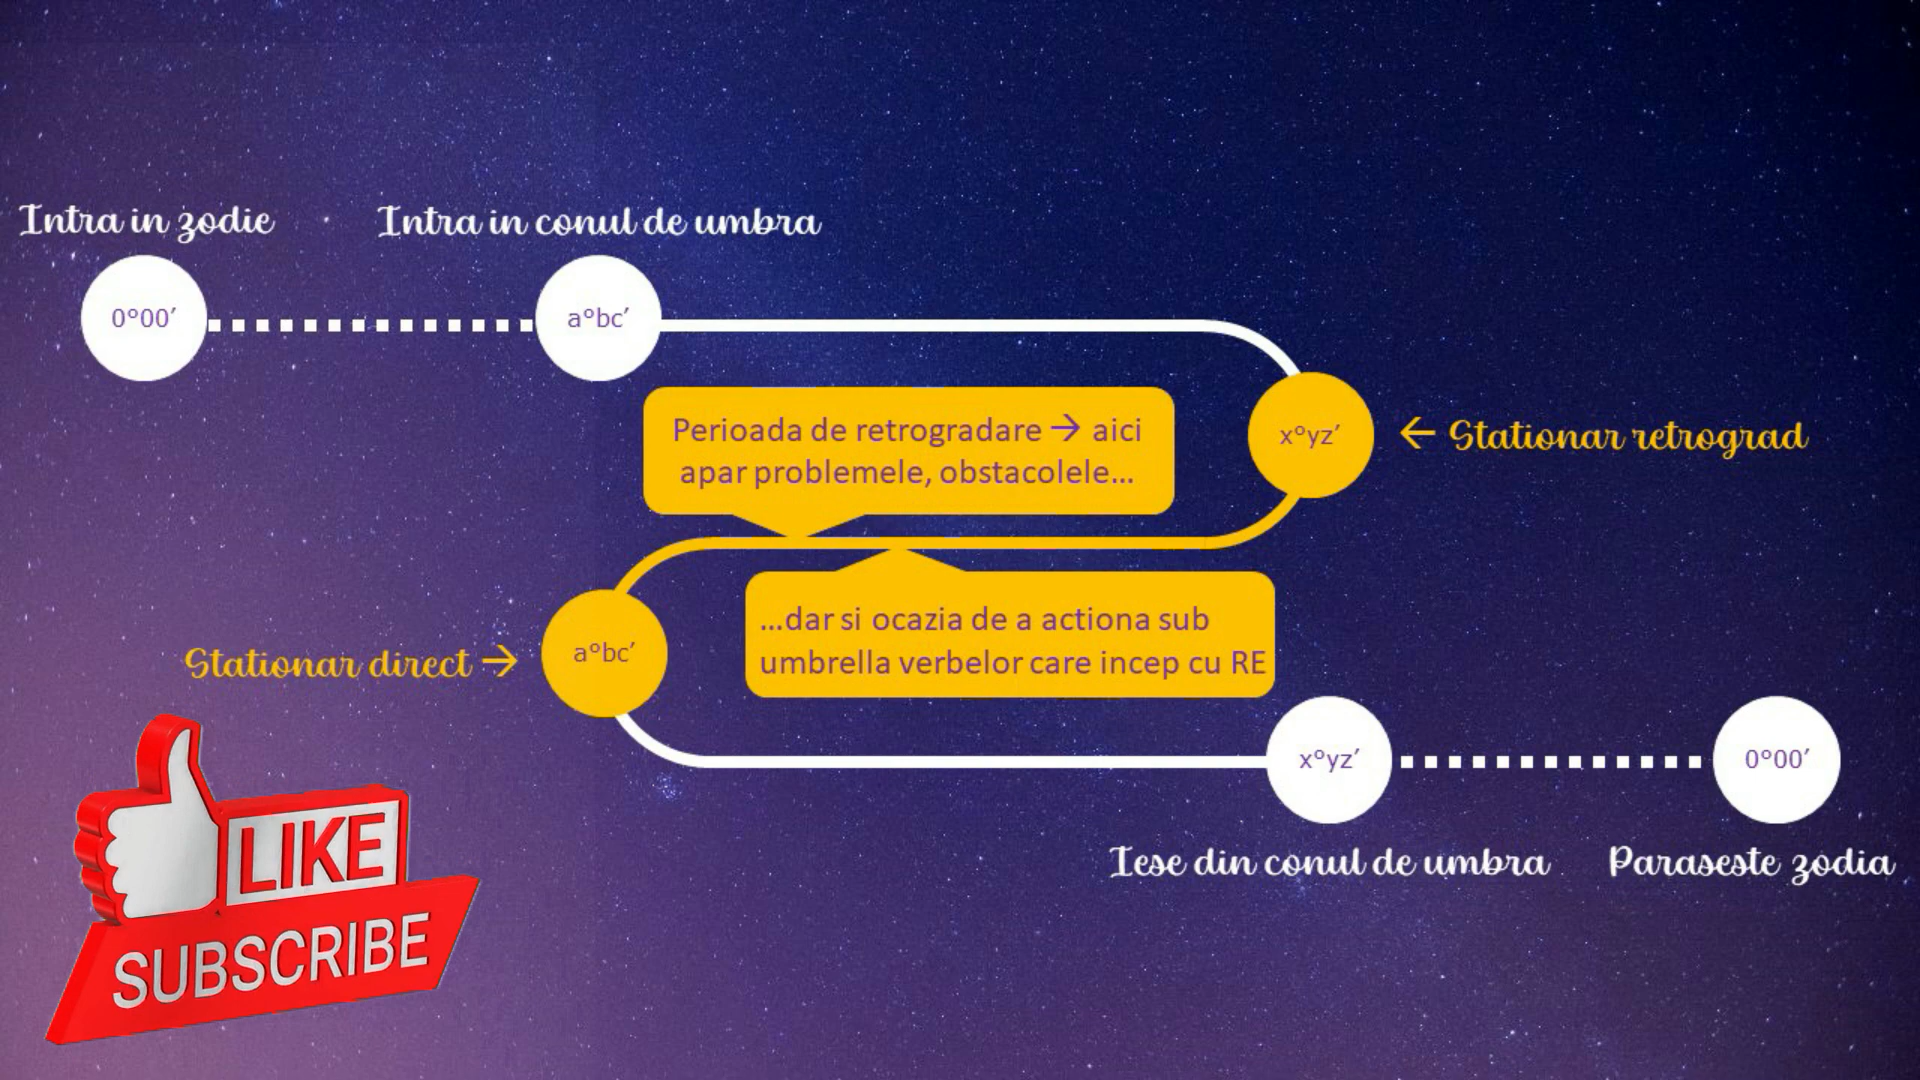 Intra in zodie
Intra in conul de umbra
0°00’
a°bc’
Perioada de retrogradare → aici
apar problemele, obstacolele...
x°yz’
← Stationar retrograd
...dar si ocazia de a actiona sub
umbrella verbelor care incep cu RE
Stationar direct →
a°bc’
x°yz’
0°00’
Iese din conul de umbra
Paraseste zodia
LIKE
SUBSCRIBE